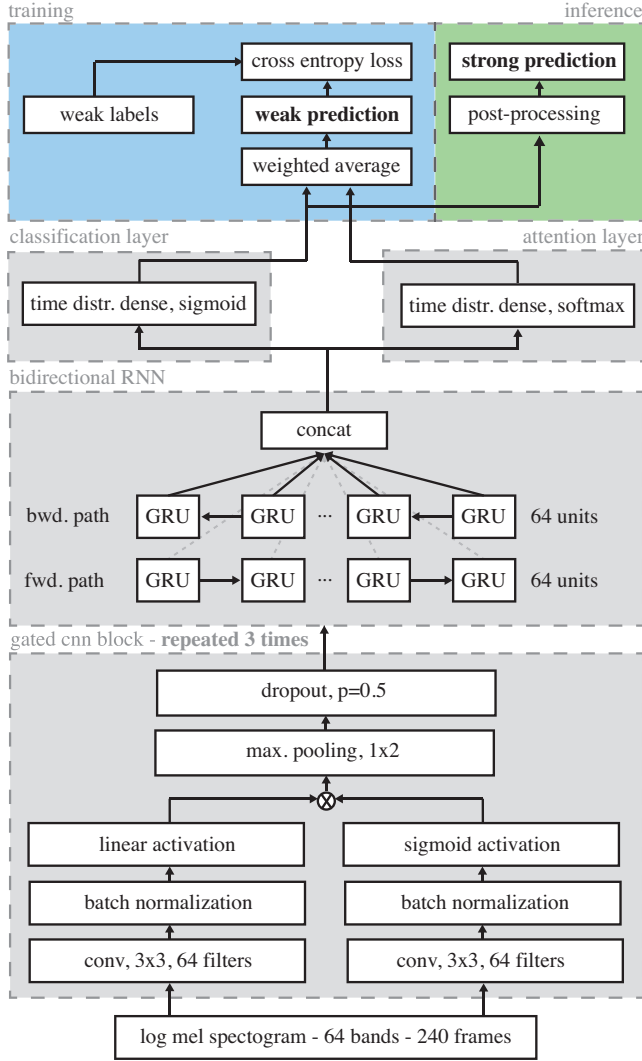 training
inference
cross entropy loss
strong prediction
weak labels
weak prediction
post-processing
weighted average
classification layer
attention layer
time distr. dense, sigmoid
time distr. dense, softmax
bidirectional RNN
concat
bwd. path
GRU
GRU
...
GRU
GRU
64 units
fwd. path
GRU
GRU
...
GRU
GRU
64 units
gated cnn block - repeated 3 times
dropout, p=0.5
max. pooling, 1x2
linear activation
sigmoid activation
batch normalization
batch normalization
conv, 3x3, 64 filters
conv, 3x3, 64 filters
log mel spectogram - 64 bands - 240 frames